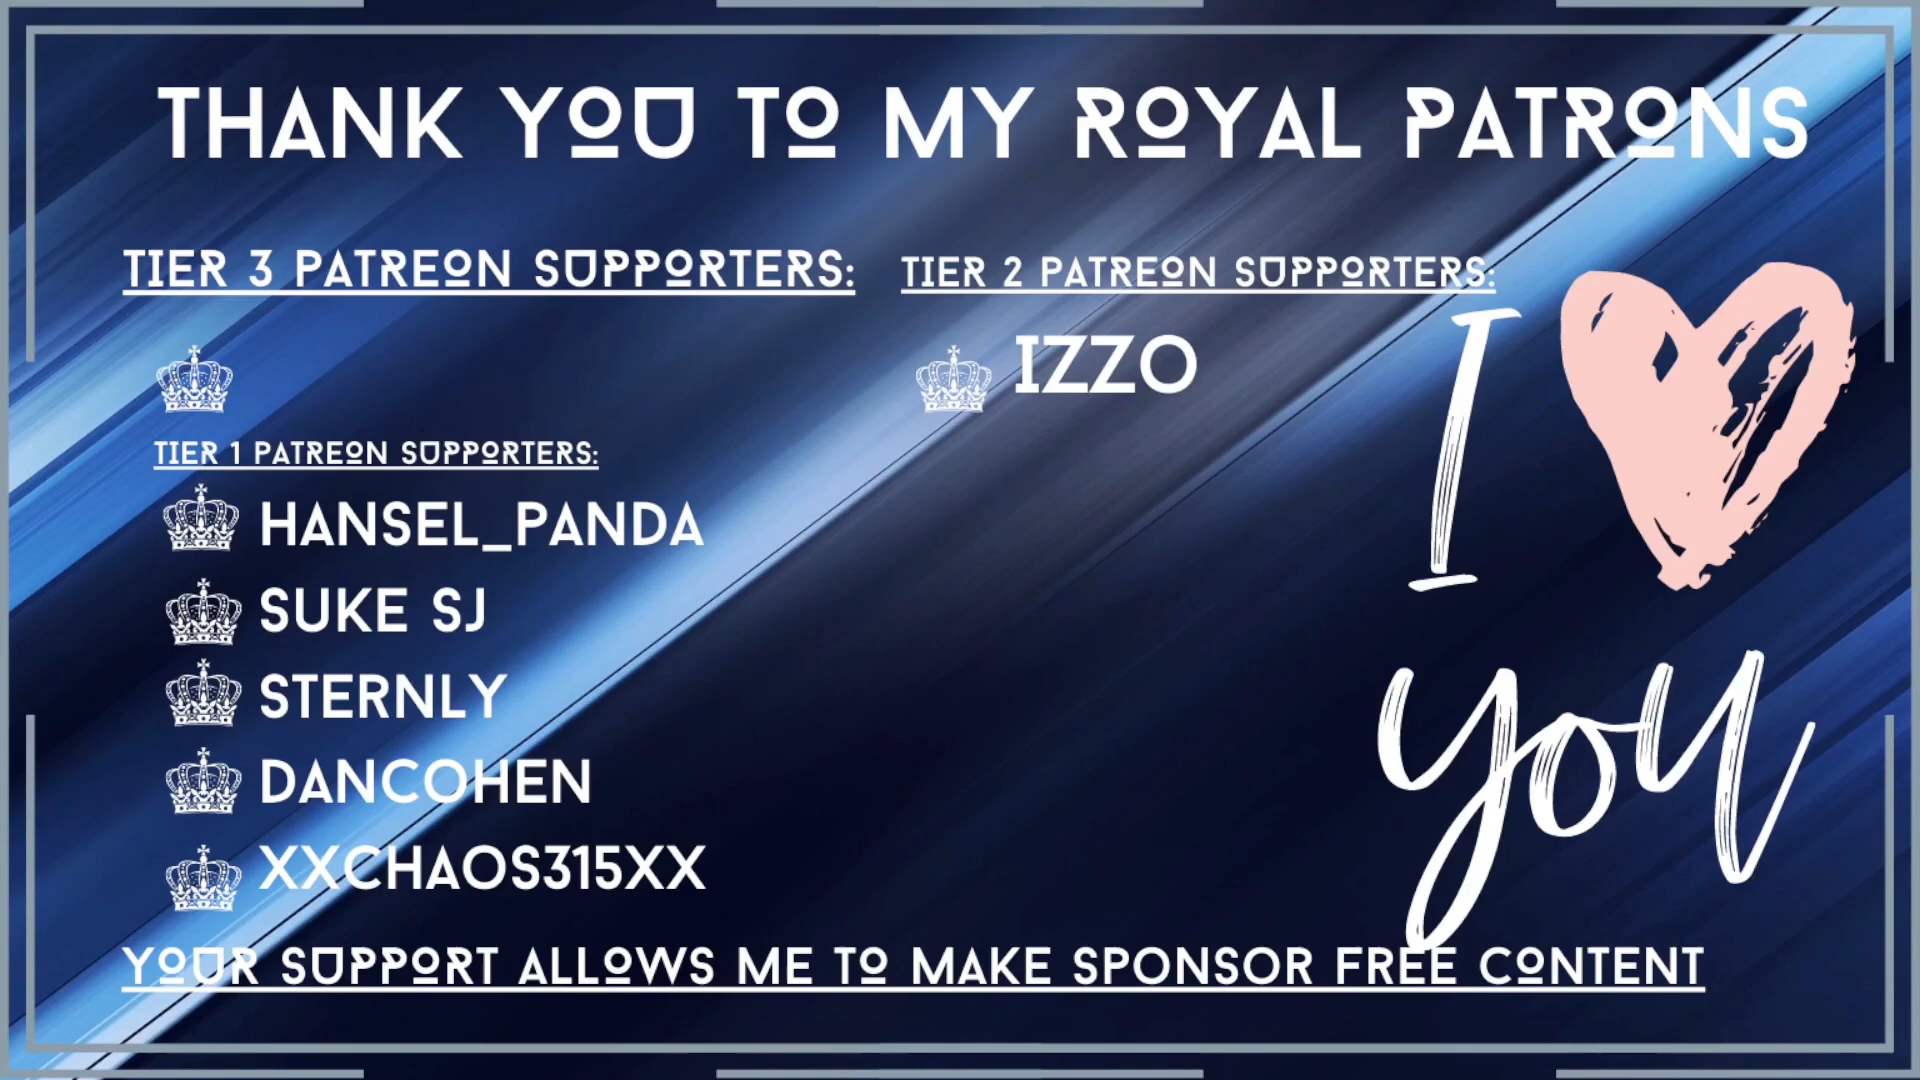 THANK YOU TO MY ROYAL PATRONS
TIER 3 PATREON SUPPORTERS:
TIER 2 PATREON SUPPORTERS:
IZZO
TIER 1 PATREON SUPPORTERS:
HANSEL_PANDA
SUKE SJ
STERNLY
DANCOHEN
XXCHAOS315XX
I
you
YOUR SUPPORT ALLOWS ME TO MAKE SPONSOR FREE CONTENT